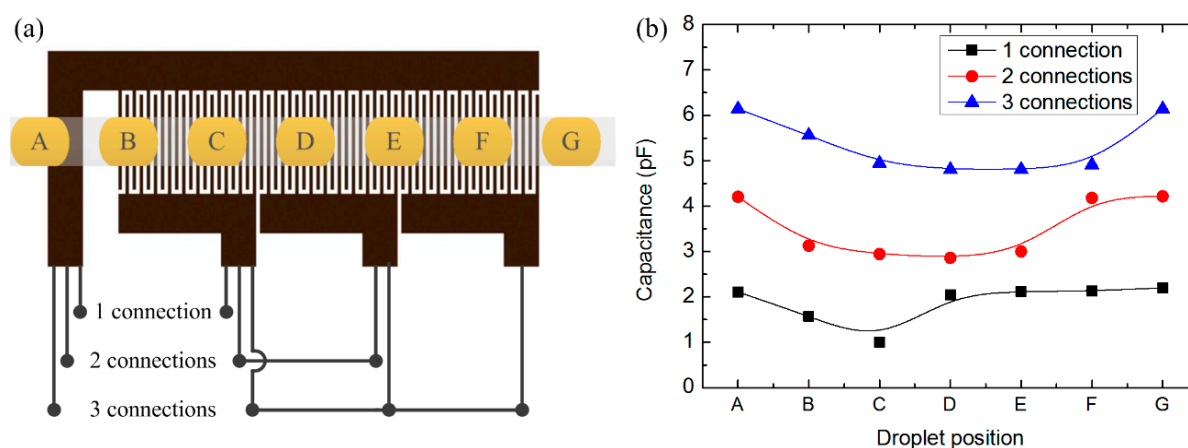 (a)
A B C D E F G
1 connection
2 connections
3 connections
(b)
8
7
6
5
4
3
2
1
0
Capacitance (pF)
1 connection
2 connections
3 connections
A B C D E F G
Droplet position